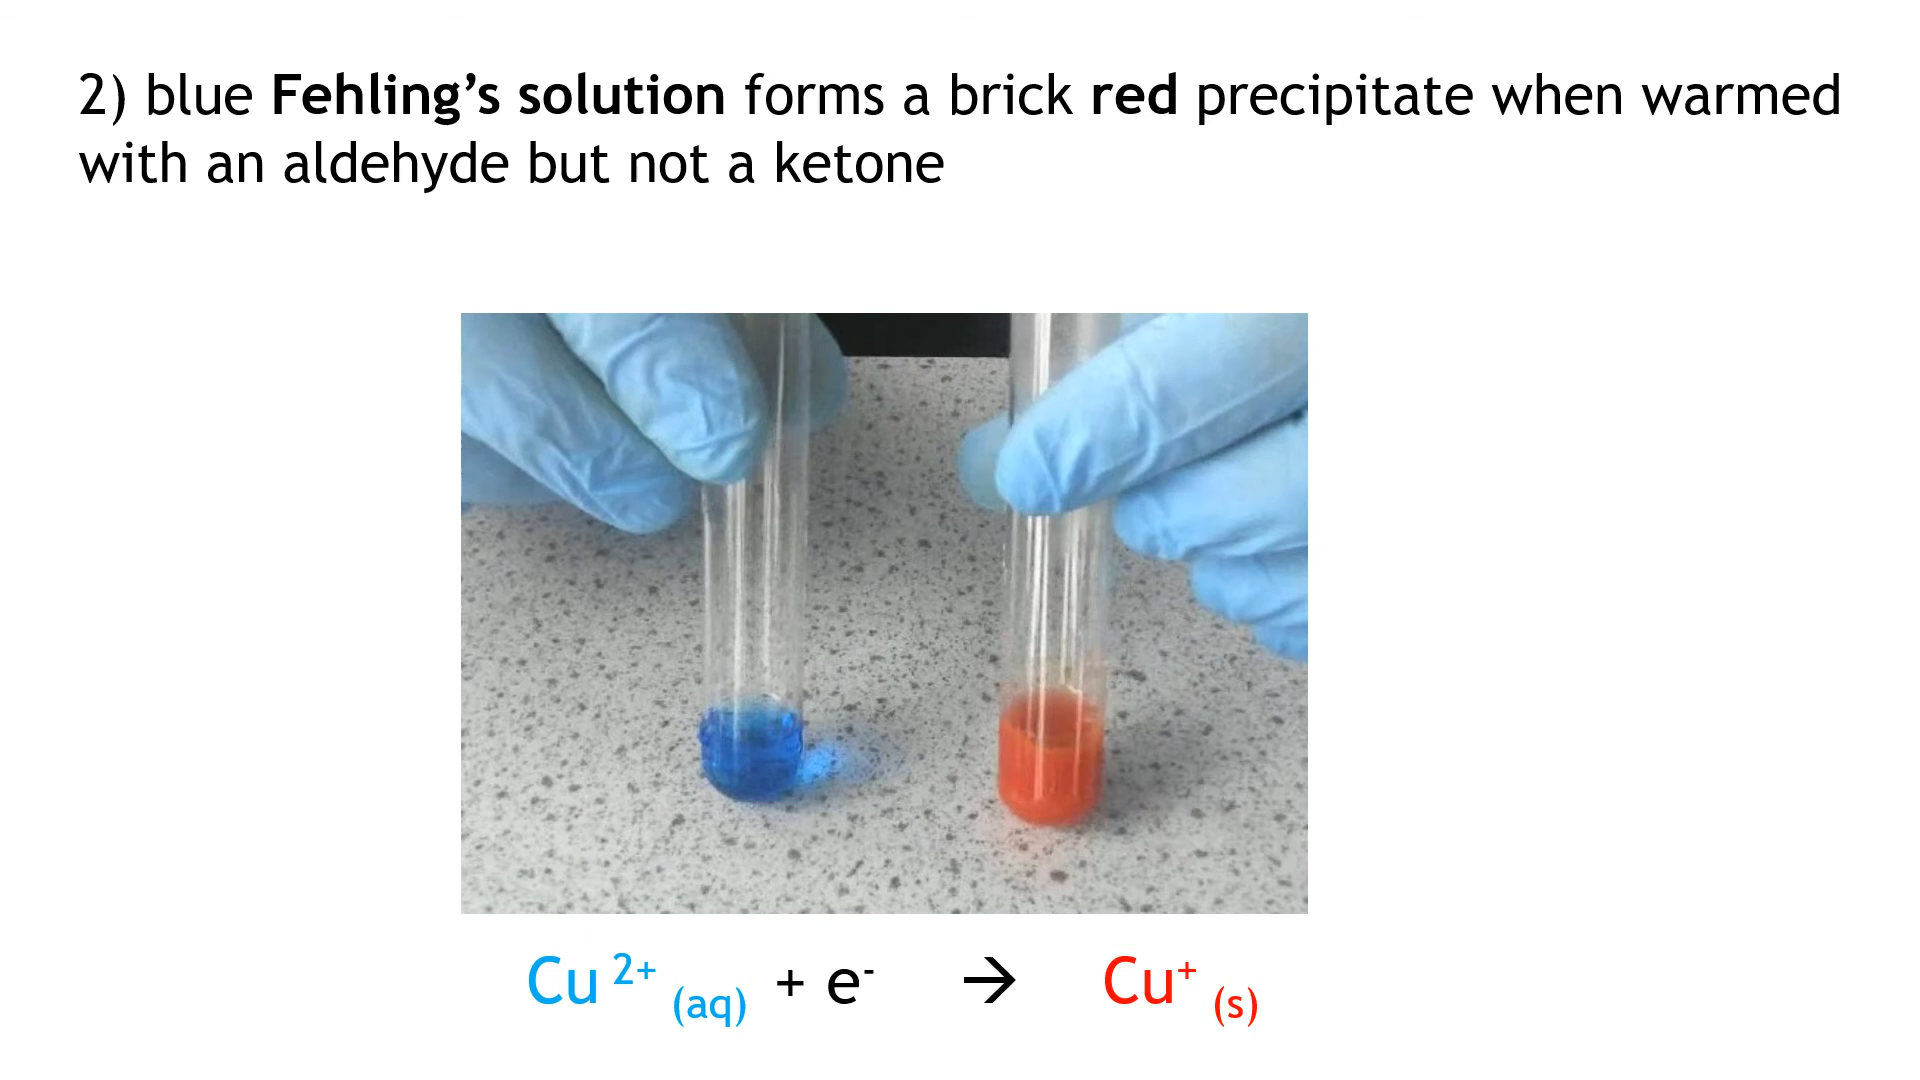 2) blue Fehling’s solution forms a brick red precipitate when warmed
with an aldehyde but not a ketone
Cu 2+ (aq) + e- → Cu+ (s)